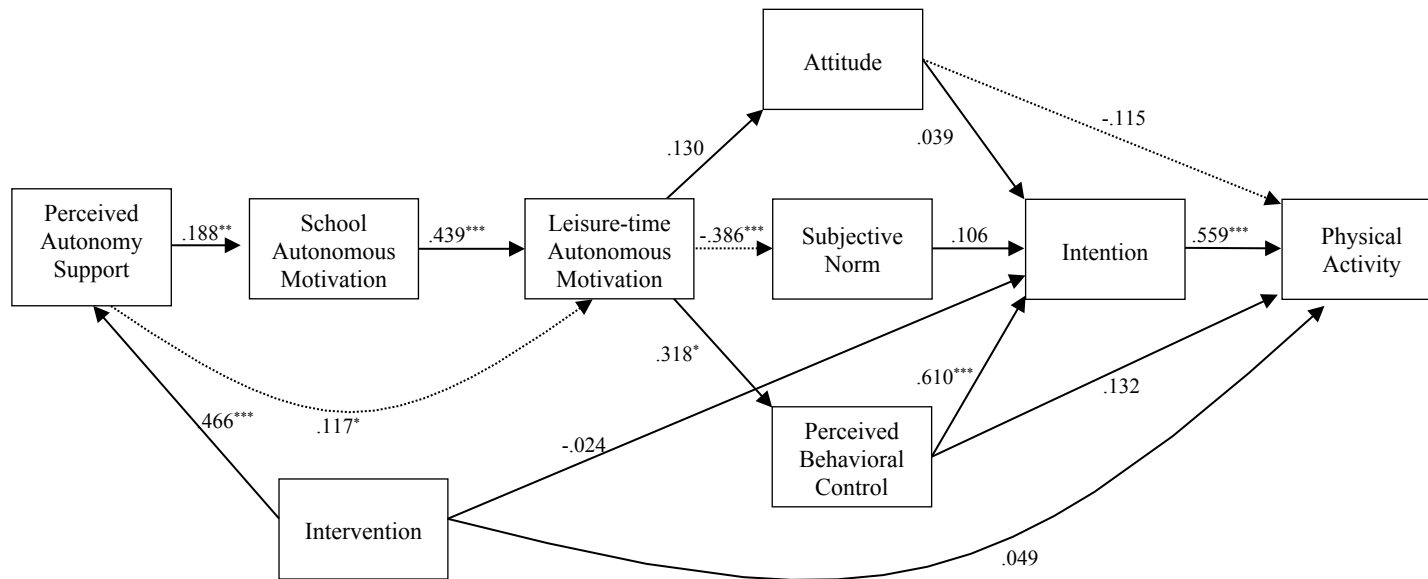 Attitude
-.115
.039
.130
Perceived
Autonomy
Support
.188**
School
Autonomous
Motivation
.439***
Leisure-time
Autonomous
Motivation
-.386***
Subjective
Norm
.106
Intention
.559***
Physical
Activity
.318*
.610***
.132
.466***
.117*
-.024
Perceived
Behavioral
Control
Intervention
.049